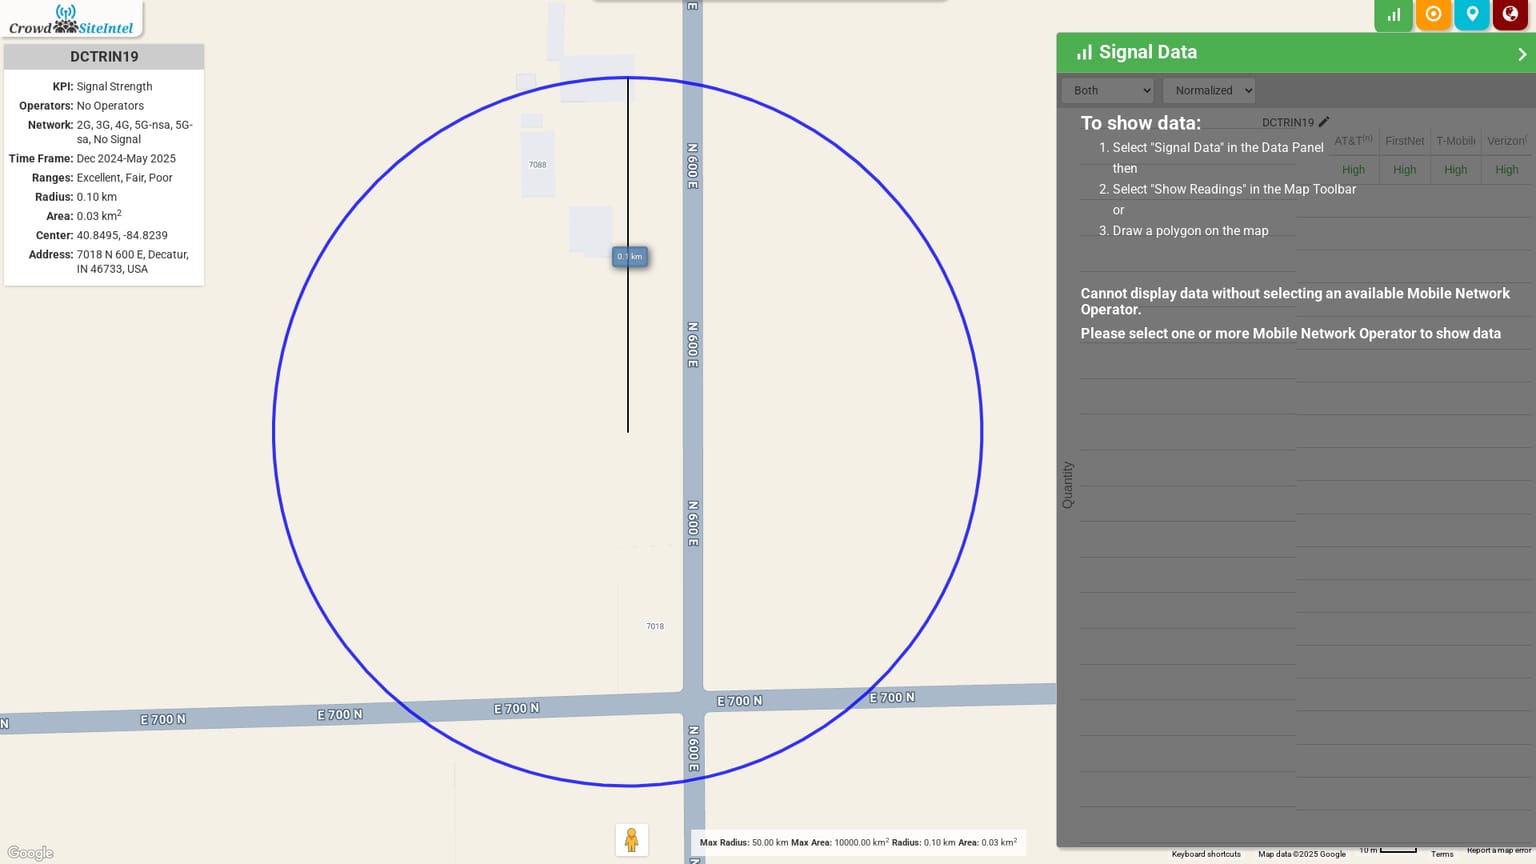 Crowd SiteIntel
DCTRIN19
KPI: Signal Strength
Operators: No Operators
Network: 2G, 3G, 4G, 5G-nsa, 5G-
sa, No Signal
Time Frame: Dec 2024-May 2025
Ranges: Excellent, Fair, Poor
Radius: 0.10 km
Area: 0.03 km²
Center: 40.8495, -84.8239
Address: 7018 N 600 E, Decatur,
IN 46733, USA
E
N 600 E
7088
0.1 km
N 600 E
N 600 E
7018
N
E 700 N
E 700 N
E 700 N
E 700 N
E 700 N
N 600 E
N
Google
Max Radius: 50.00 km Max Area: 10000.00 km² Radius: 0.10 km Area: 0.03 km²
Signal Data
Both
Normalized
To show data:
DCTRIN19
1. Select "Signal Data" in the Data Panel
then
2. Select "Show Readings" in the Map Toolbar
or
3. Draw a polygon on the map
AT&T(n) FirstNet T-Mobil Verizon(
High High High High
Cannot display data without selecting an available Mobile Network
Operator.
Please select one or more Mobile Network Operator to show data
Quantity
Keyboard shortcuts Map data ©2025 Google 10 m Terms Report a map error